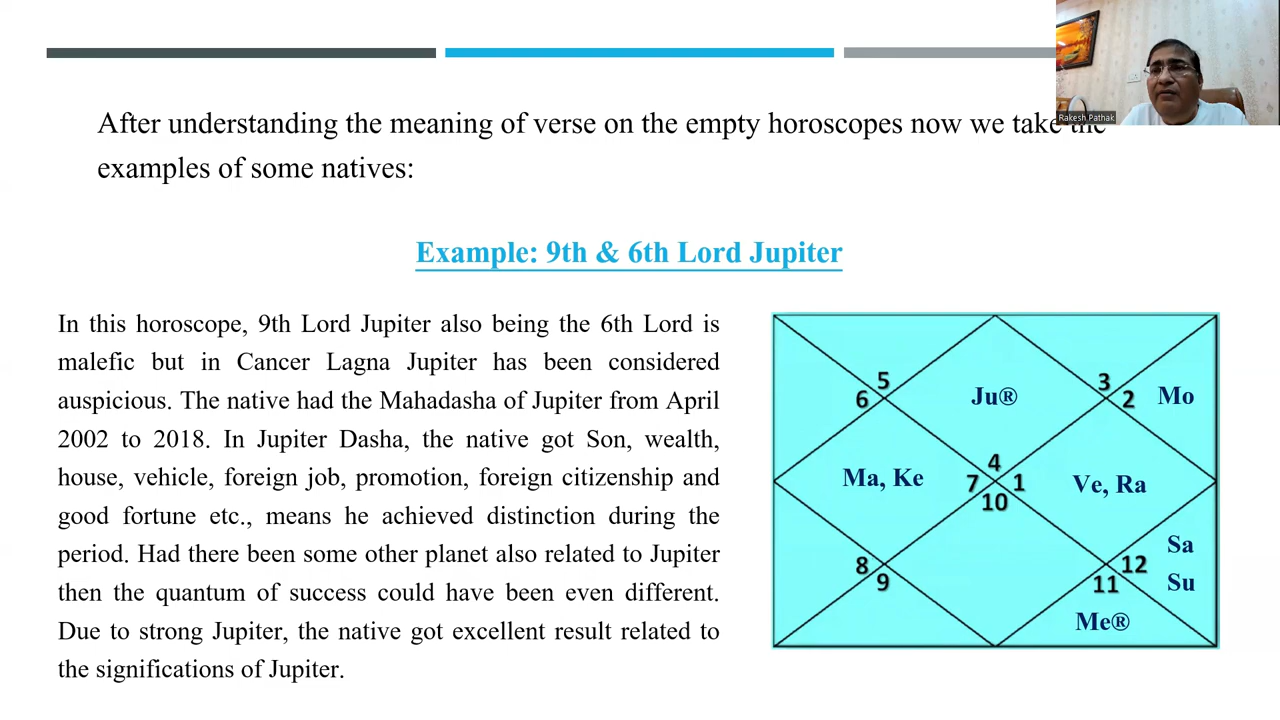 After understanding the meaning of verse on the empty horoscopes now we take the
examples of some natives:
Rakesh Pathak
Example: 9th & 6th Lord Jupiter
In this horoscope, 9th Lord Jupiter also being the 6th Lord is
malefic but in Cancer Lagna Jupiter has been considered
auspicious. The native had the Mahadasha of Jupiter from April
2002 to 2018. In Jupiter Dasha, the native got Son, wealth,
house, vehicle, foreign job, promotion, foreign citizenship and
good fortune etc., means he achieved distinction during the
period. Had there been some other planet also related to Jupiter
then the quantum of success could have been even different.
Due to strong Jupiter, the native got excellent result related to
the significations of Jupiter.
5
3
6
Ju®
2
Mo
4
Ma, Ke
7
1
Ve, Ra
10
Sa
8
12
9
11
Su
Me®